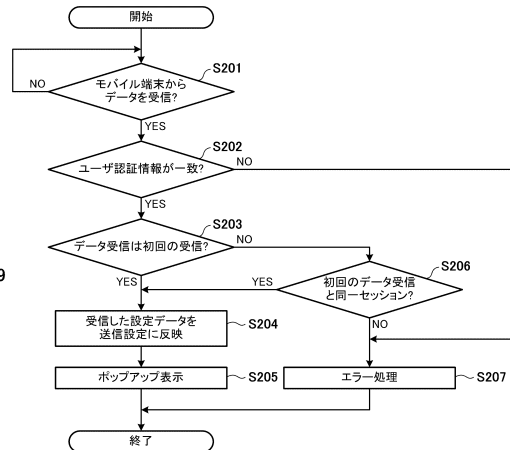 開始
S201
モバイル端末から
データを受信?
NO
YES
S202
ユーザ認証情報が一致?
NO
YES
S203
データ受信は初回の受信?
NO
YES
S206
初回のデータ受信
と同一セッション?
YES
NO
9
受信した設定データを
送信設定に反映
S204
ポップアップ表示
S205
エラー処理
S207
終了